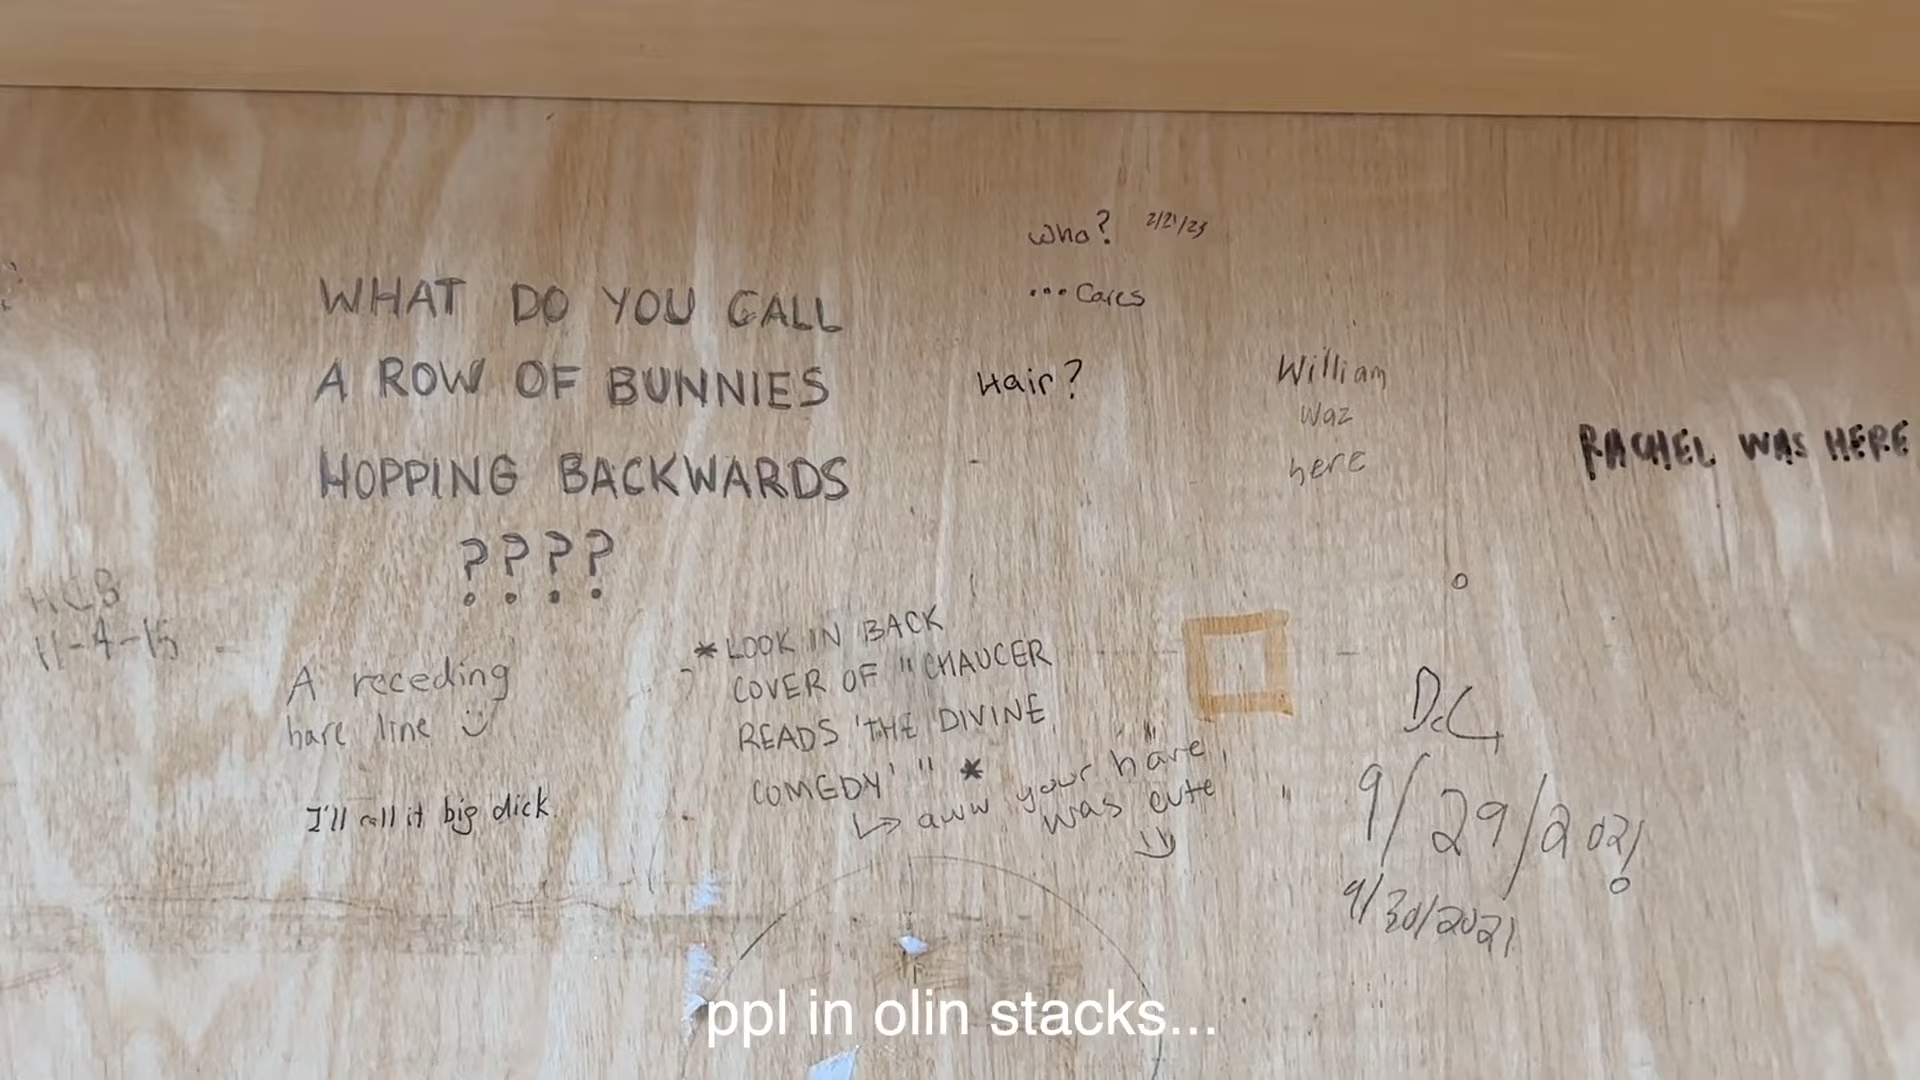 who? 2/21/23
...Cares
WHAT DO YOU CALL
A ROW OF BUNNIES
HOPPING BACKWARDS
????
Hair?
William
waz
here
RACHEL WAS HERE
HCB
11-4-15
A receding
hare line
I'll call it big dick.
*LOOK IN BACK
COVER OF "CHAUCER
READS 'THE DIVINE
COMEDY'" *
aww your "hare"
was cute
9/29/2021
9/30/2021
ppl in olin stacks...